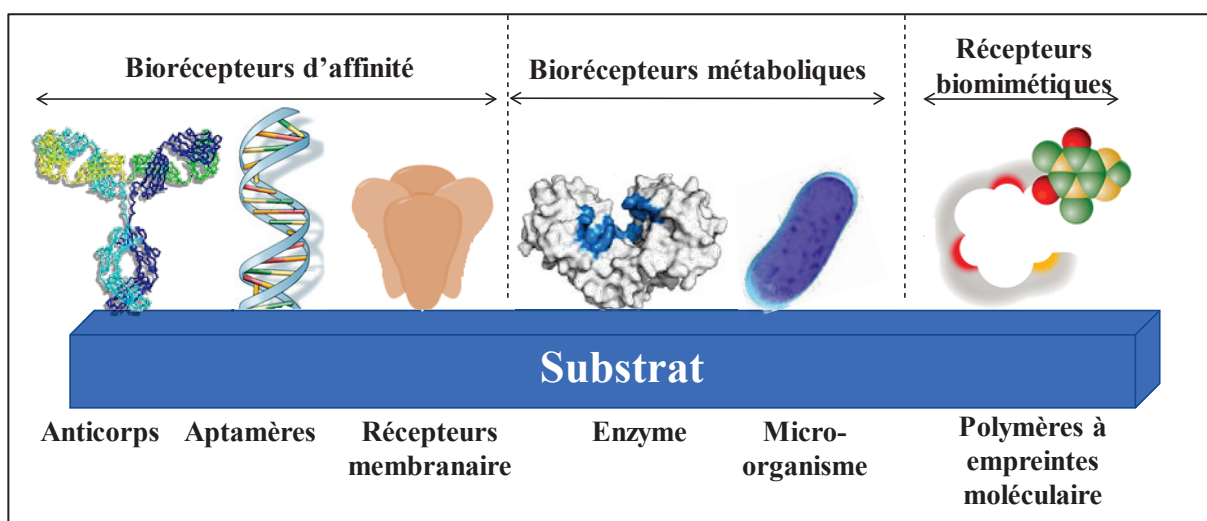 Biorécepteurs d’affinité
Biorécepteurs métaboliques
Récepteurs
biomimétiques
Substrat
Anticorps
Aptamères
Récepteurs
membranaire
Enzyme
Micro-
organisme
Polymères à
empreintes
moléculaire